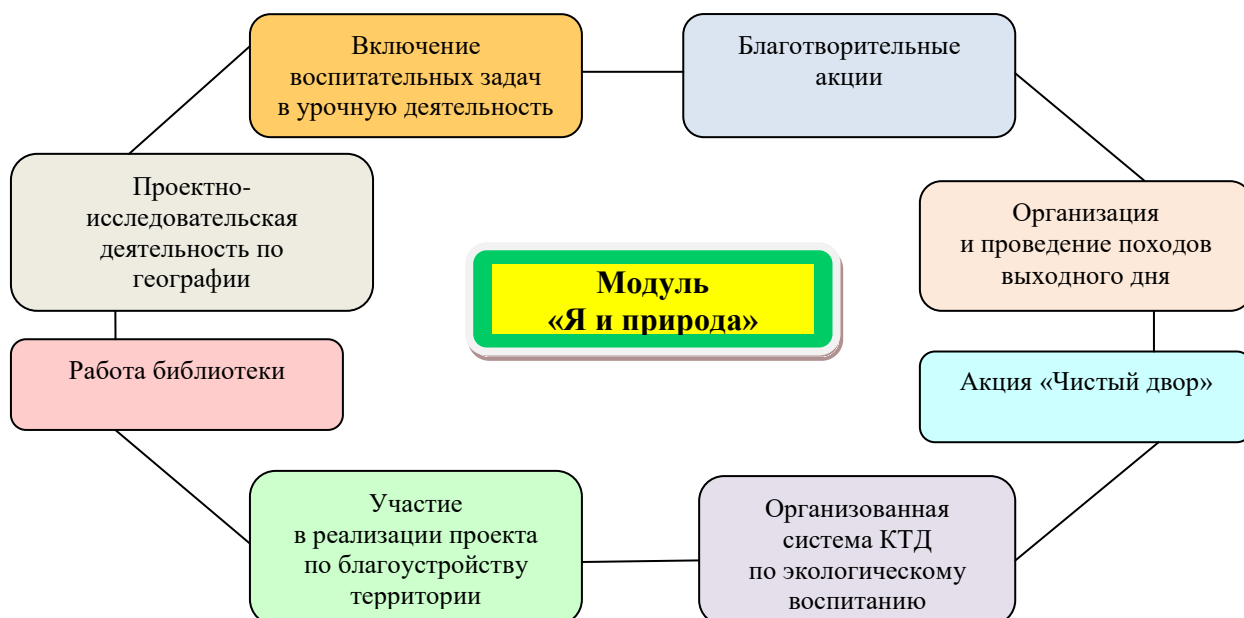 Включение
воспитательных задач
в урочную деятельность
Благотворительные
акции
Проектно-
исследовательская
деятельность по
географии
Организация
и проведение походов
выходного дня
Модуль
«Я и природа»
Работа библиотеки
Акция «Чистый двор»
Участие
в реализации проекта
по благоустройству
территории
Организованная
система КТД
по экологическому
воспитанию